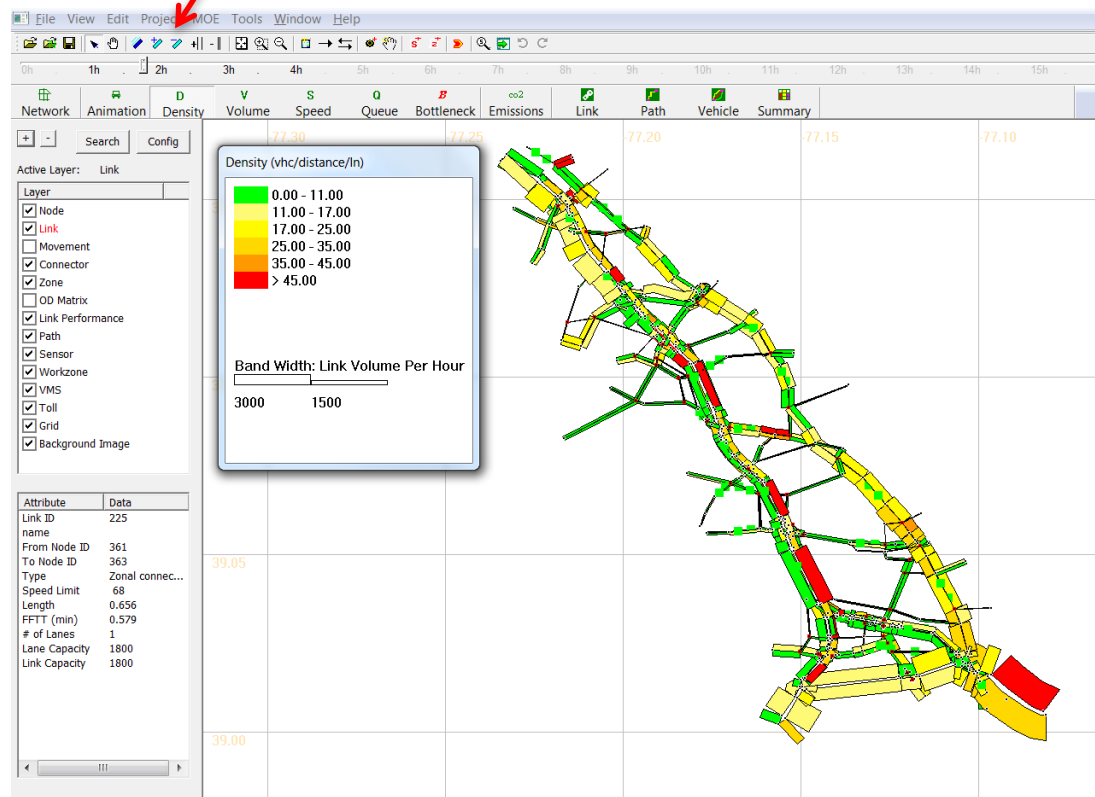 File View Edit Project MOE Tools Window Help
0h 1h 2h 3h 4h 5h 6h 7h 8h 9h 10h 11h 12h 13h 14h 15h
D V S Q B co2
Network Animation Density Volume Speed Queue Bottleneck Emissions Link Path Vehicle Summary
+ - Search Config
Active Layer: Link
Layer
Node
Link
Movement
Connector
Zone
OD Matrix
Link Performance
Path
Sensor
Workzone
VMS
Toll
Grid
Background Image
Attribute Data
Link ID 225
name
From Node ID 361
To Node ID 363
Type Zonal connec...
Speed Limit 68
Length 0.656
FFTT (min) 0.579
# of Lanes 1
Lane Capacity 1800
Link Capacity 1800
-77.30 -77.25 -77.20 -77.15 -77.10
Density (vhc/distance/ln)
0.00 - 11.00
11.00 - 17.00
17.00 - 25.00
25.00 - 35.00
35.00 - 45.00
> 45.00
Band Width: Link Volume Per Hour
3000 1500
39.05
39.00